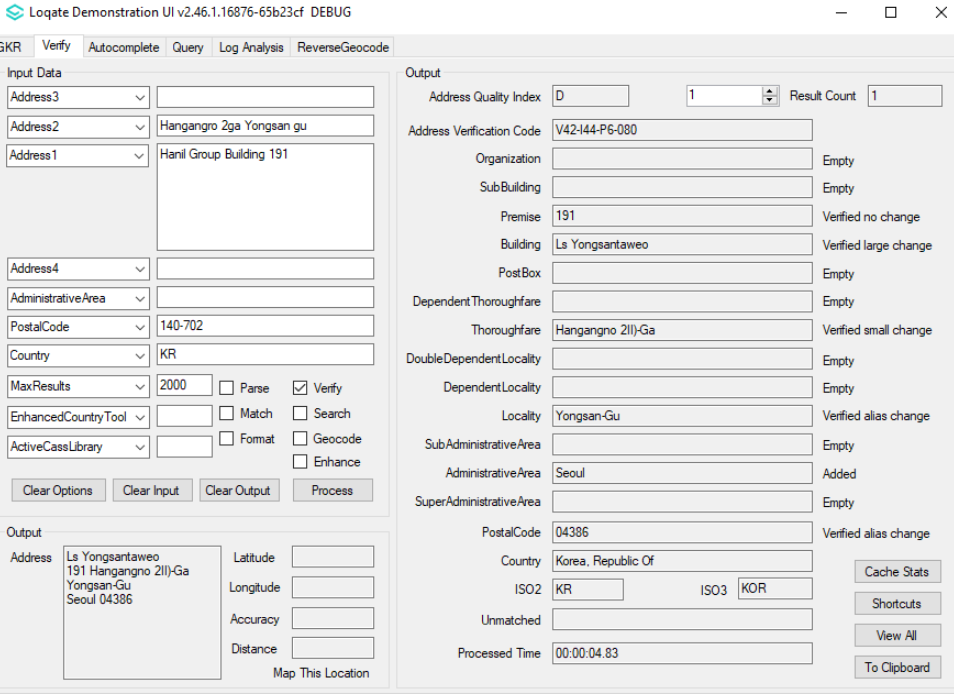 Loqate Demonstration UI v2.46.1.16876-65b23cf DEBUG
GKR Verify Autocomplete Query Log Analysis ReverseGeocode
Input Data
Address3
Address2 Hangangro 2ga Yongsan gu
Address1 Hanil Group Building 191
Address4
AdministrativeArea
PostalCode 140-702
Country KR
MaxResults 2000 Parse Verify
EnhancedCountryTool Match Search
ActiveCassLibrary Format Geocode
Enhance
Clear Options Clear Input Clear Output Process
Output
Address Ls Yongsantaweo
191 Hangangno 2Il)-Ga
Yongsan-Gu
Seoul 04386
Latitude
Longitude
Accuracy
Distance
Map This Location
Output
Address Quality Index D 1 Result Count 1
Address Verification Code V42-I44-P6-080
Organization Empty
SubBuilding Empty
Premise 191 Verified no change
Building Ls Yongsantaweo Verified large change
PostBox Empty
DependentThoroughfare Empty
Thoroughfare Hangangno 2Il)-Ga Verified small change
DoubleDependentLocality Empty
DependentLocality Empty
Locality Yongsan-Gu Verified alias change
SubAdministrativeArea Empty
AdministrativeArea Seoul Added
SuperAdministrativeArea Empty
PostalCode 04386 Verified alias change
Country Korea, Republic Of
ISO2 KR ISO3 KOR
Unmatched
Processed Time 00:00:04.83
Cache Stats
Shortcuts
View All
To Clipboard